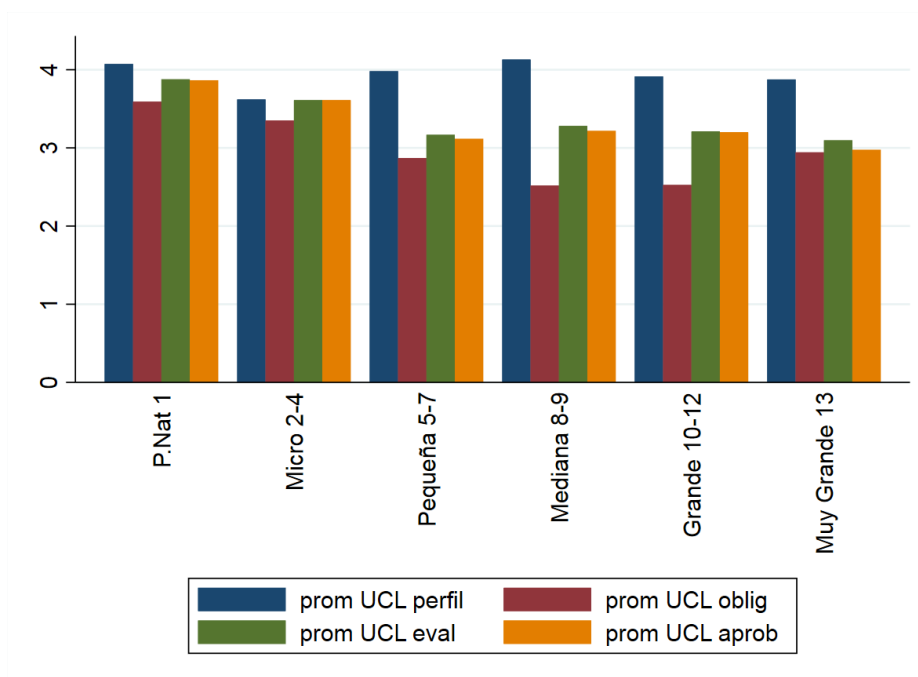 4
3
2
1
0
P.Nat 1
Micro 2-4
Pequeña 5-7
Mediana 8-9
Grande 10-12
Muy Grande 13
prom UCL perfil
prom UCL oblig
prom UCL eval
prom UCL aprob